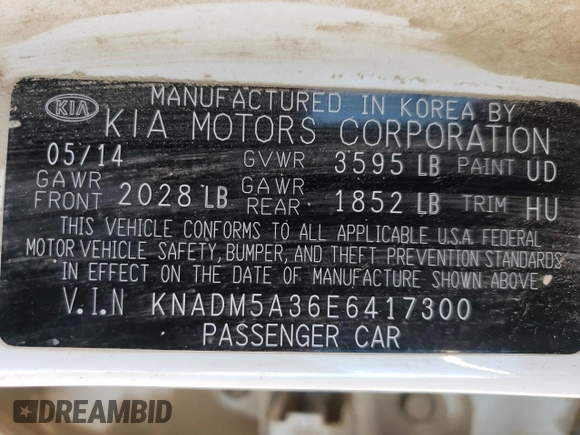 KIA
MANUFACTURED IN KOREA BY
KIA MOTORS CORPORATION
05/14 GVWR 3595 LB PAINT UD
GAWR FRONT 2028 LB GAWR REAR 1852 LB TRIM HU
THIS VEHICLE CONFORMS TO ALL APPLICABLE U.S.A. FEDERAL
MOTOR VEHICLE SAFETY, BUMPER, AND THEFT PREVENTION STANDARDS
IN EFFECT ON THE DATE OF MANUFACTURE SHOWN ABOVE.
V.I.N KNADM5A36E6417300
PASSENGER CAR
DREAMBID